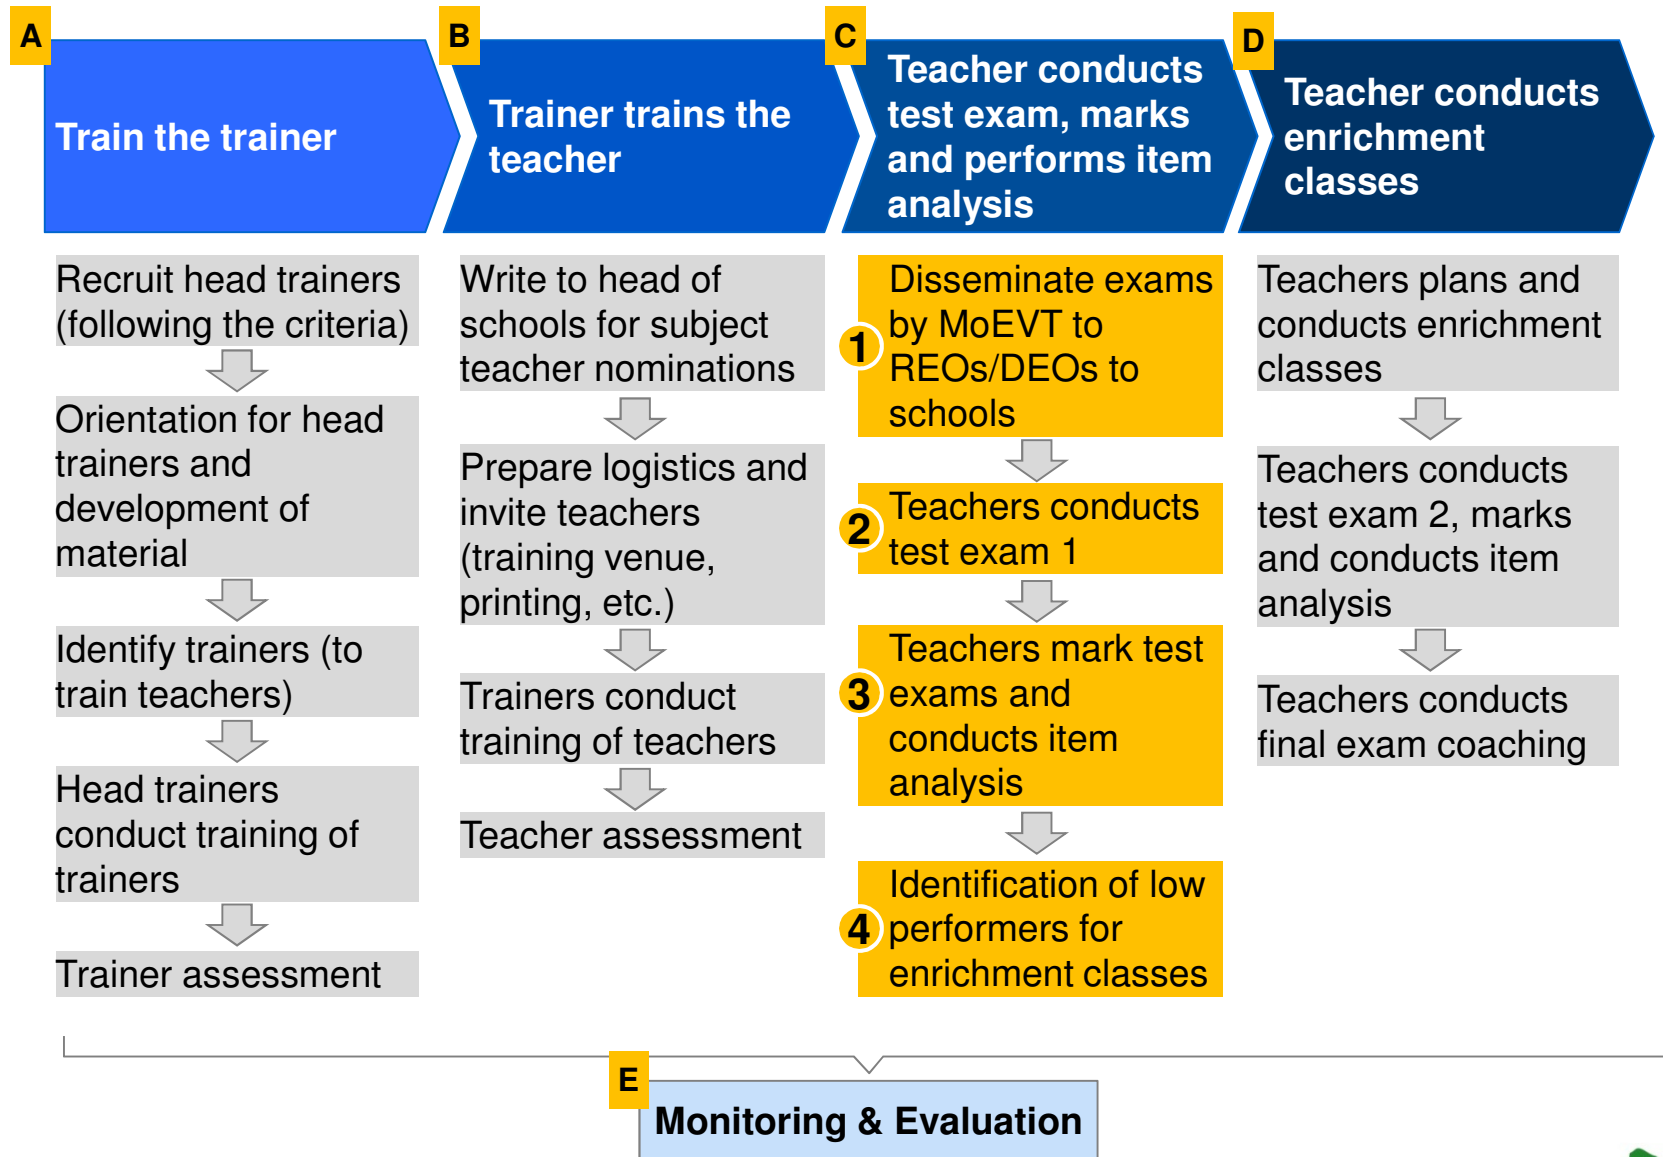 A
Train the trainer
Recruit head trainers
(following the criteria)
Orientation for head
trainers and
development of
material
Identify trainers (to
train teachers)
Head trainers
conduct training of
trainers
Trainer assessment
B
Trainer trains the
teacher
Write to head of
schools for subject
teacher nominations
Prepare logistics and
invite teachers
(training venue,
printing, etc.)
Trainers conduct
training of teachers
Teacher assessment
C
Teacher conducts
test exam, marks
and performs item
analysis
1
Disseminate exams
by MoEVT to
REOs/DEOs to
schools
2
Teachers conducts
test exam 1
3
Teachers mark test
exams and
conducts item
analysis
4
Identification of low
performers for
enrichment classes
D
Teacher conducts
enrichment
classes
Teachers plans and
conducts enrichment
classes
Teachers conducts
test exam 2, marks
and conducts item
analysis
Teachers conducts
final exam coaching
E
Monitoring & Evaluation